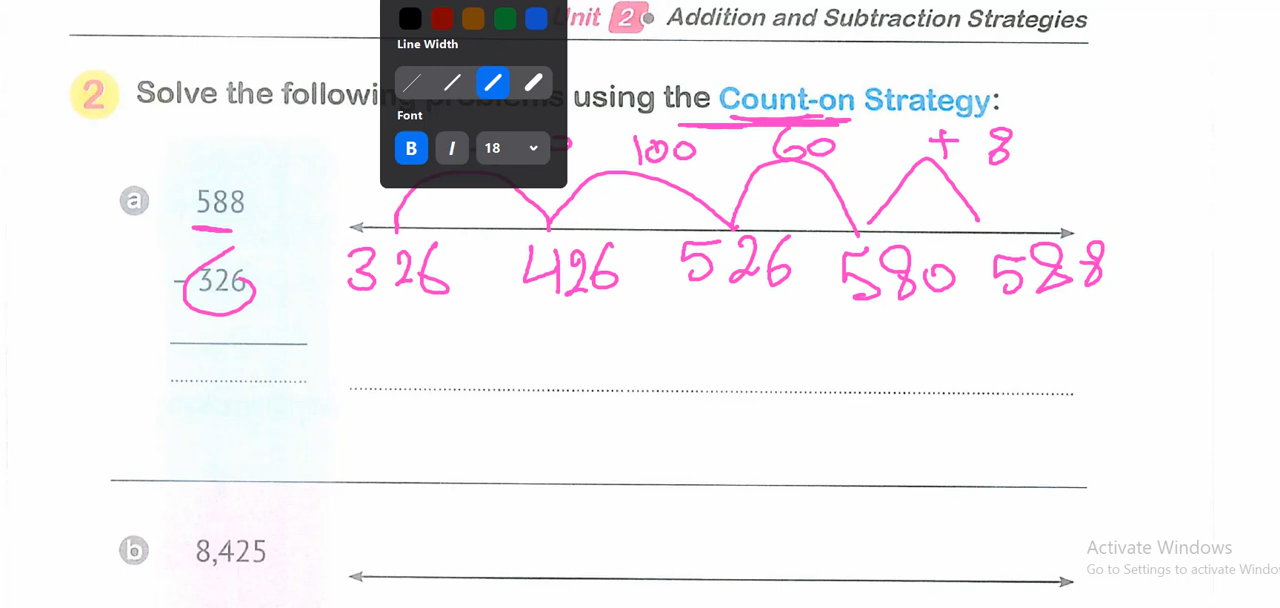 Unit 2 Addition and Subtraction Strategies
Line Width
2 Solve the following using the Count-on Strategy:
Font
B I 18
100 60 + 8
a 588
326 426 526 580 588
- 326
b 8,425
Activate Windows
Go to Settings to activate Windo